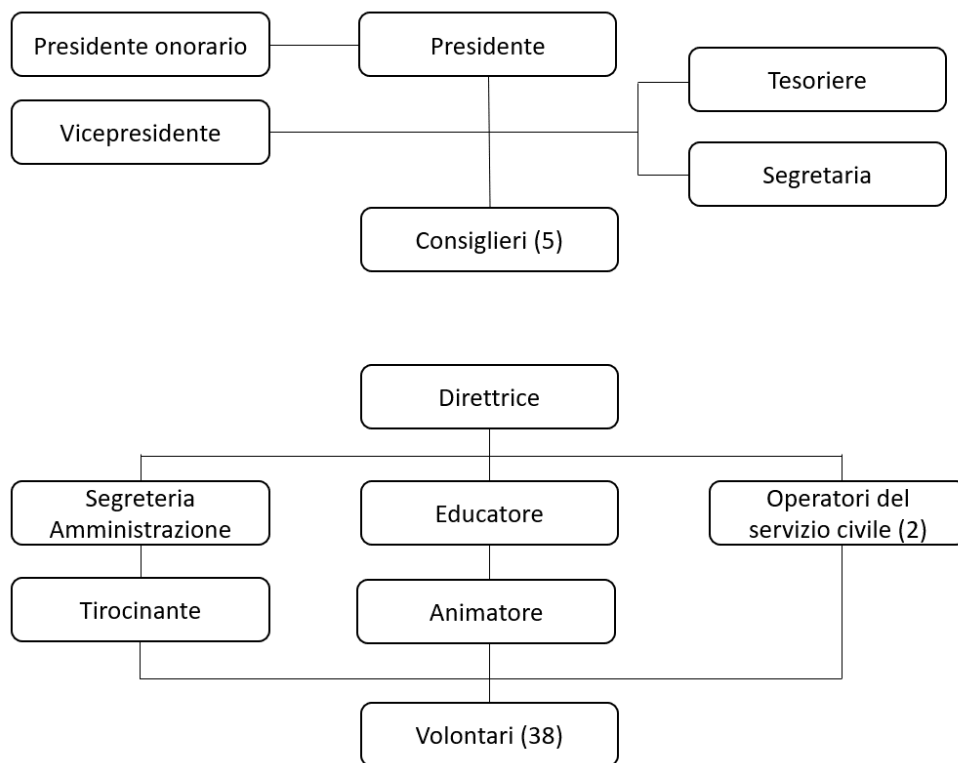 Presidente onorario
Presidente
Tesoriere
Vicepresidente
Segretaria
Consiglieri (5)
Direttrice
Segreteria
Amministrazione
Educatore
Operatori del
servizio civile (2)
Tirocinante
Animatore
Volontari (38)